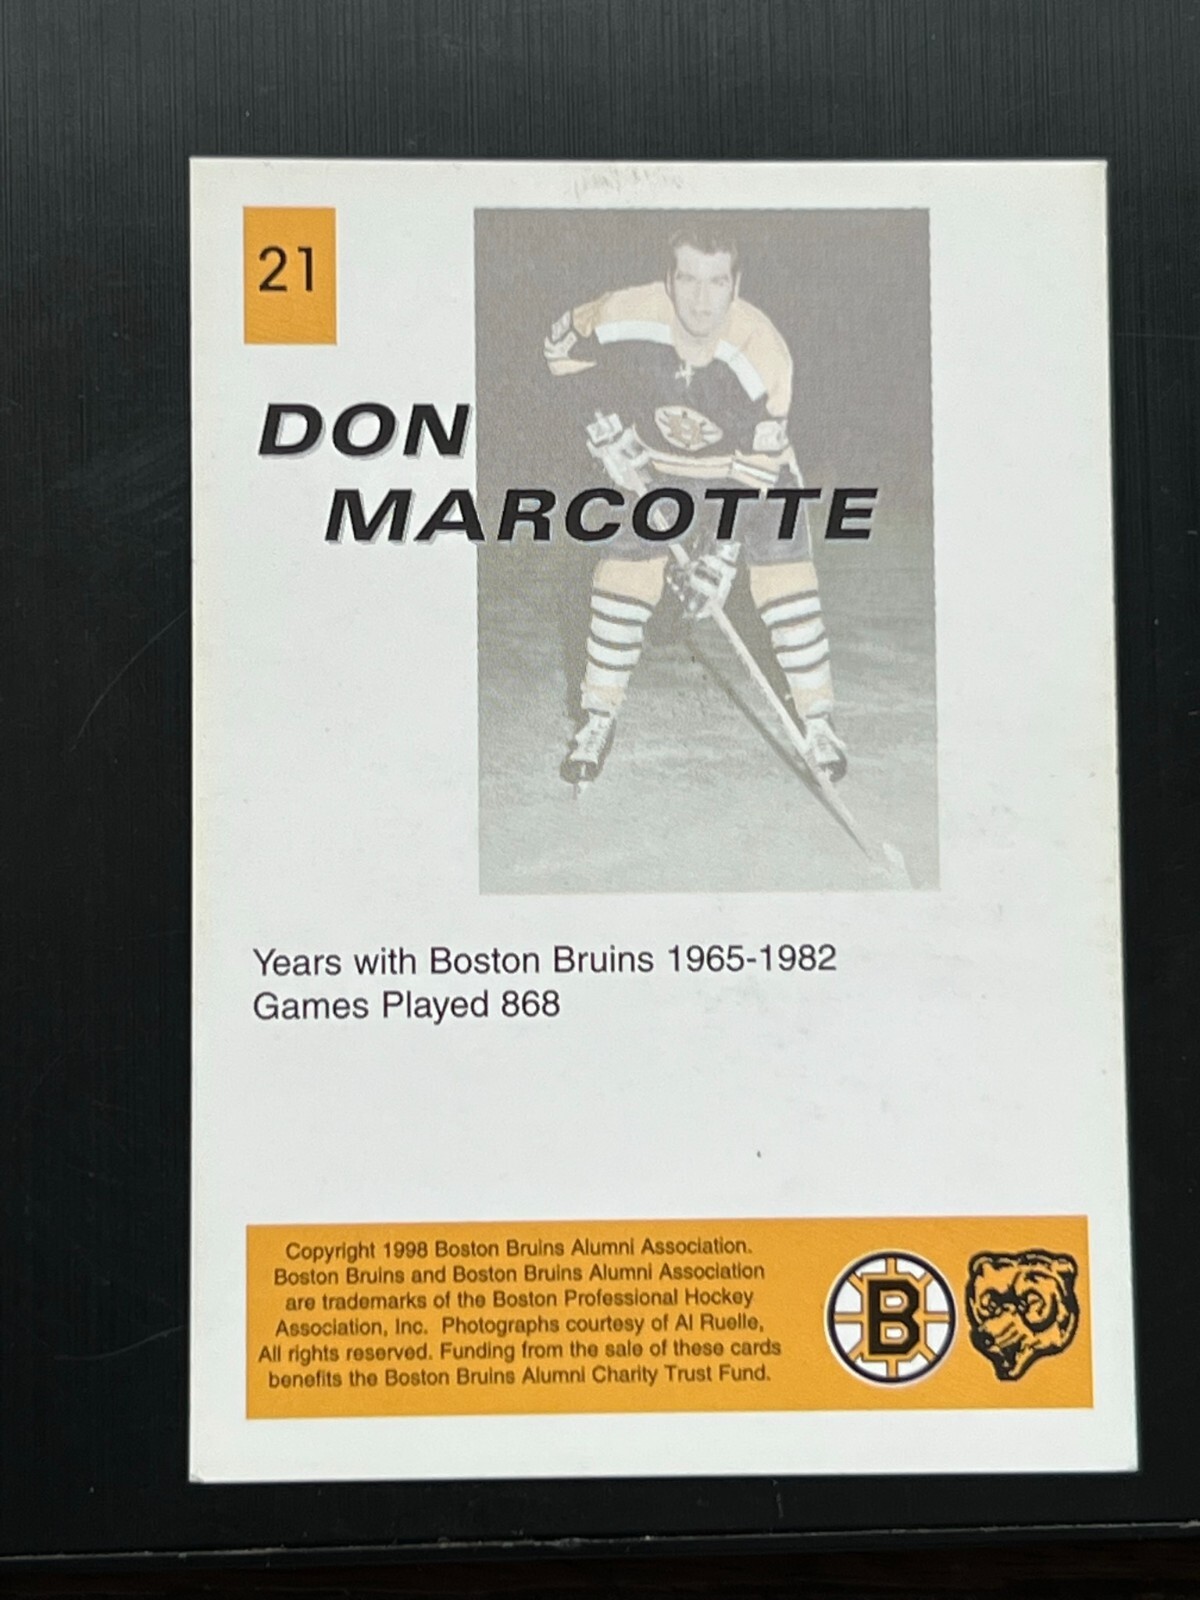 21
DON
MARCOTTE
Years with Boston Bruins 1965-1982
Games Played 868
Copyright 1998 Boston Bruins Alumni Association.
Boston Bruins and Boston Bruins Alumni Association
are trademarks of the Boston Professional Hockey
Association, Inc. Photographs courtesy of Al Ruelle,
All rights reserved. Funding from the sale of these cards
benefits the Boston Bruins Alumni Charity Trust Fund.
B